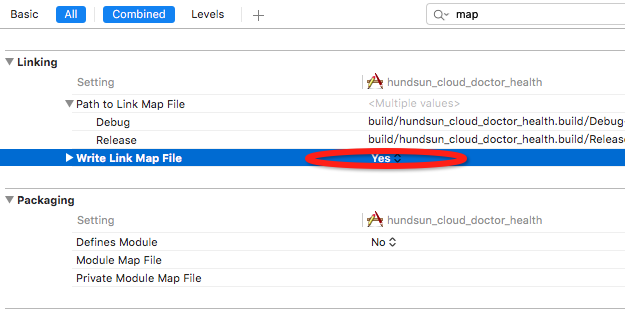 Basic All Combined Levels + map
Linking
Setting hundsun_cloud_doctor_health
Path to Link Map File <Multiple values>
Debug build/hundsun_cloud_doctor_health.build/Debug
Release build/hundsun_cloud_doctor_health.build/Releas
Write Link Map File Yes
Packaging
Setting hundsun_cloud_doctor_health
Defines Module No
Module Map File
Private Module Map File